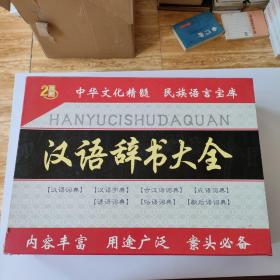 中华文化精髓 民族语言宝库
HANYUCISHUDAQUAN
汉语辞书大全
［汉语词典］ ［汉语字典］ ［古汉语词典］ ［成语词典］
［谚语词典］ ［俗语词典］ ［歇后语词典］
内容丰富 用途广泛 案头必备